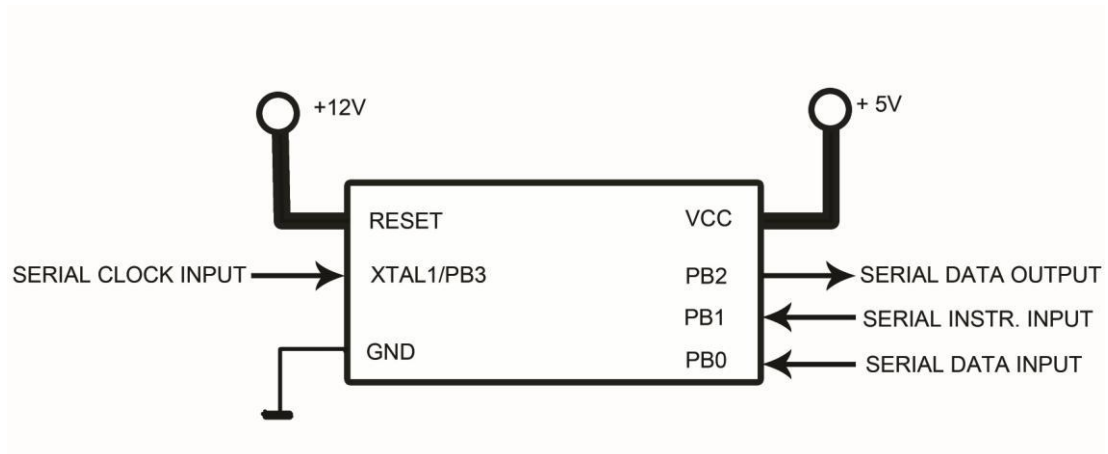 +12V
+ 5V
RESET
VCC
SERIAL CLOCK INPUT
XTAL1/PB3
PB2
SERIAL DATA OUTPUT
PB1
SERIAL INSTR. INPUT
GND
PB0
SERIAL DATA INPUT